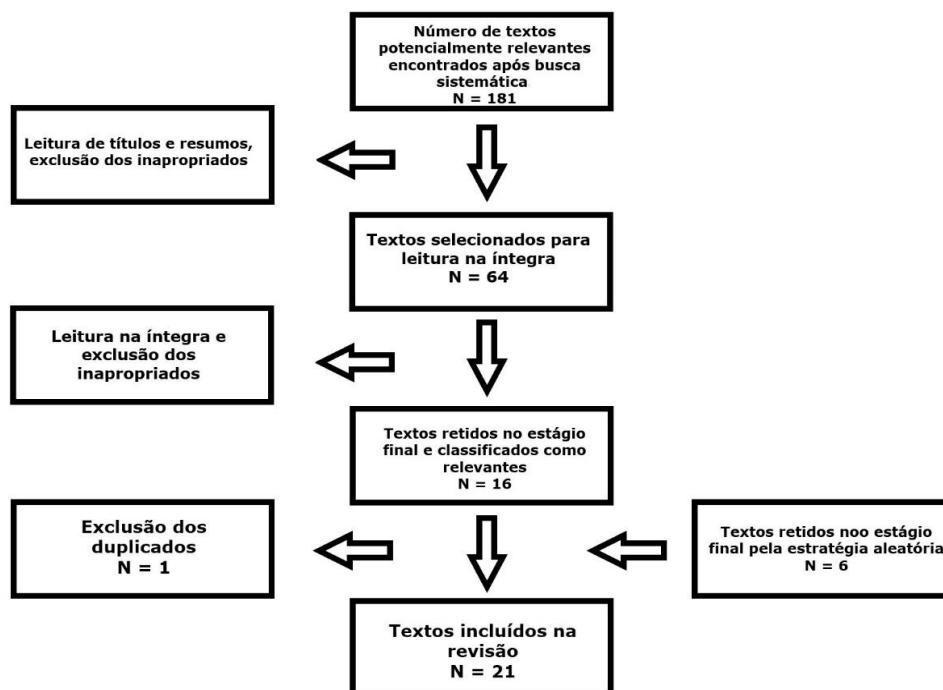 Número de textos
potencialmente relevantes
encontrados após busca
sistemática
N = 181
Leitura de títulos e resumos,
exclusão dos inapropriados
Textos selecionados para
leitura na íntegra
N = 64
Leitura na íntegra e
exclusão dos
inapropriados
Textos retidos no estágio
final e classificados como
relevantes
N = 16
Exclusão dos
duplicados
N = 1
Textos retidos noo estágio
final pela estratégia aleatória
N = 6
Textos incluídos na
revisão
N = 21